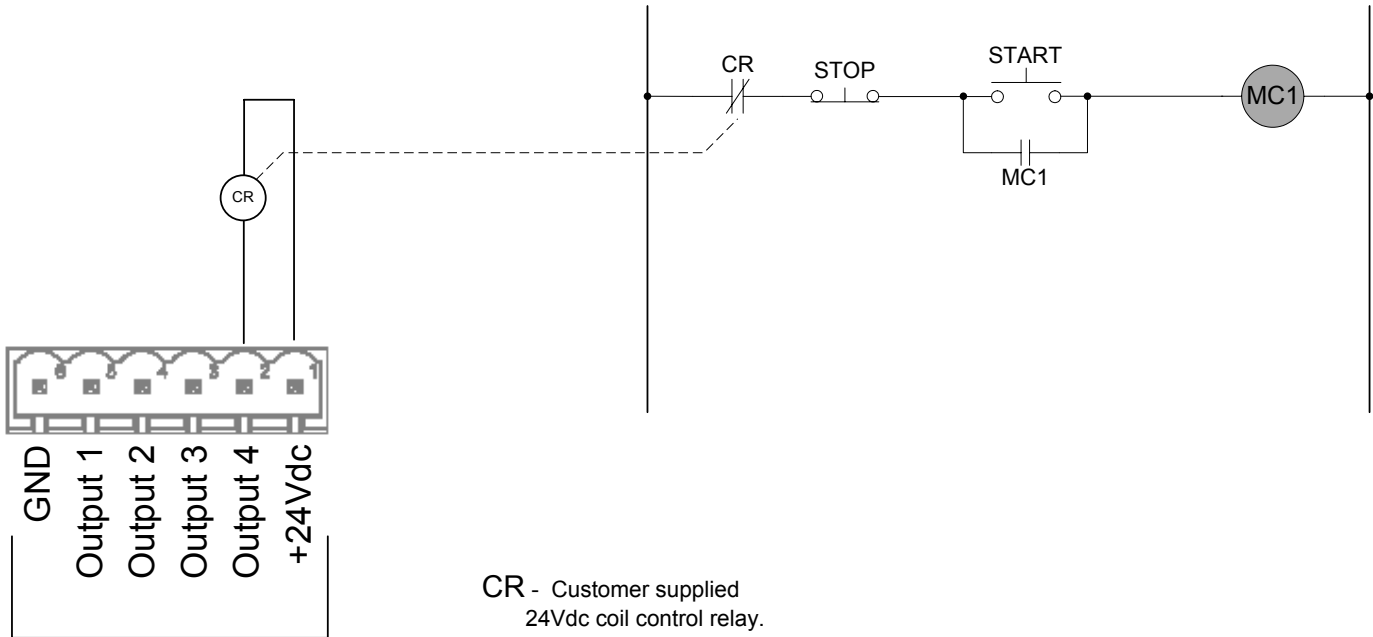 CR
STOP
START
MC1
MC1
CR
6 5 4 3 2 1
GND
Output 1
Output 2
Output 3
Output 4
+24Vdc
CR - Customer supplied
24Vdc coil control relay.